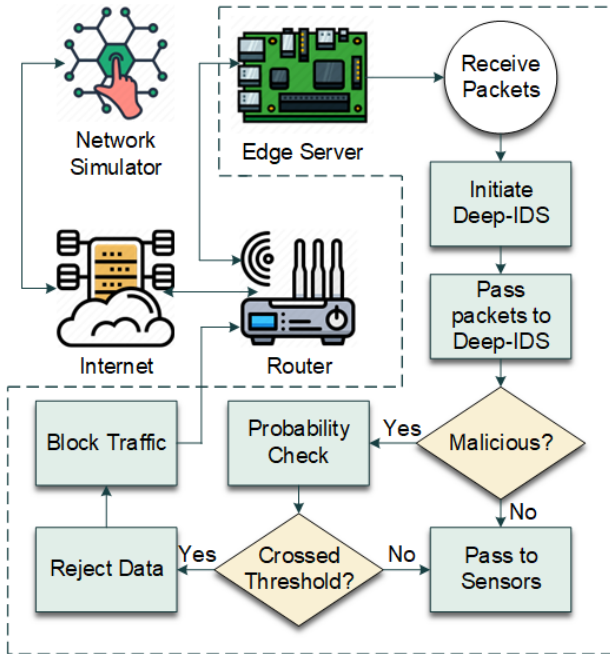 Network
Simulator
Edge Server
Receive
Packets
Initiate
Deep-IDS
Pass
packets to
Deep-IDS
Internet
Router
Block Traffic
Probability
Check
Yes
Malicious?
No
Reject Data
Yes
Crossed
Threshold?
No
Pass to
Sensors